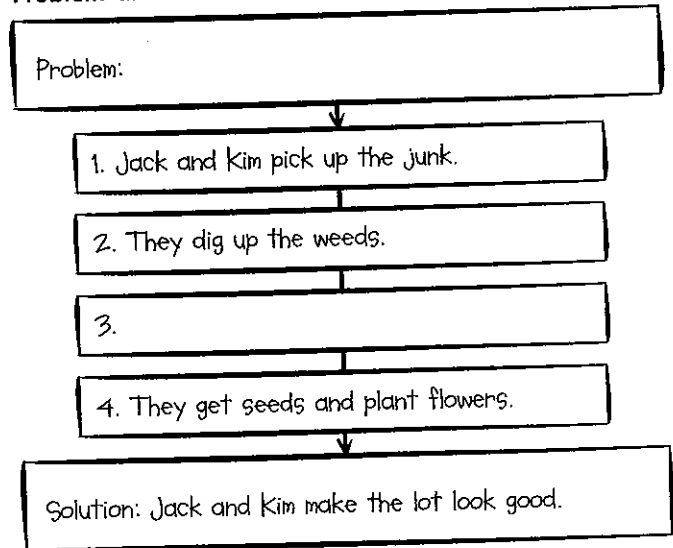 Problem:
1. Jack and Kim pick up the junk.
2. They dig up the weeds.
3.
4. They get seeds and plant flowers.
Solution: Jack and Kim make the lot look good.